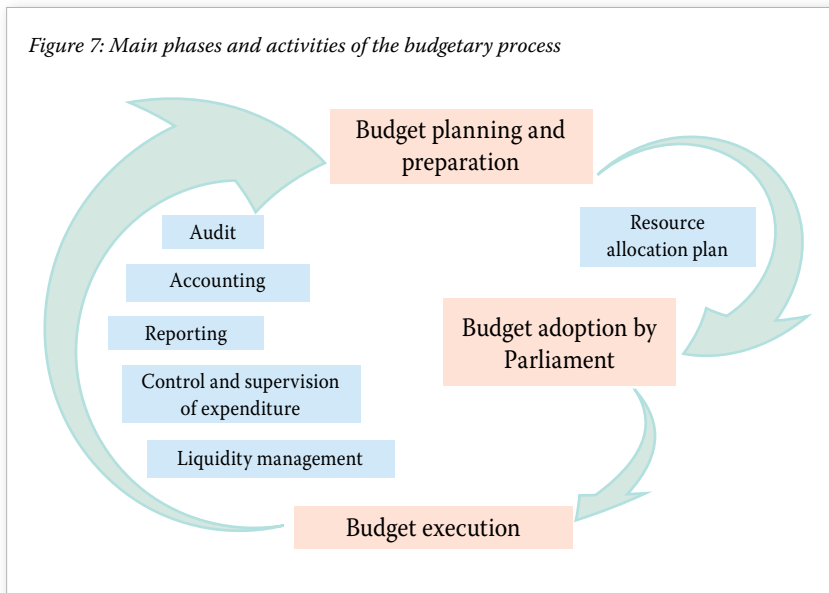 Figure 7: Main phases and activities of the budgetary process
Budget planning and
preparation
Resource
allocation plan
Budget adoption by
Parliament
Budget execution
Liquidity management
Control and supervision
of expenditure
Reporting
Accounting
Audit